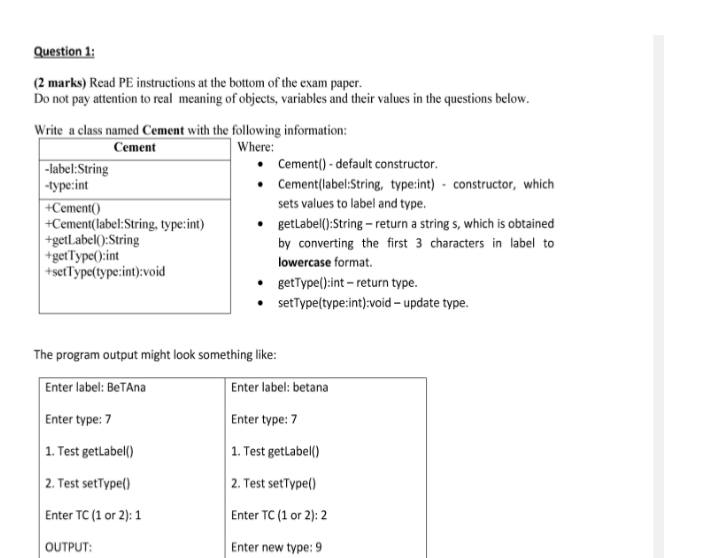 Question 1:
(2 marks) Read PE instructions at the bottom of the exam paper.
Do not pay attention to real meaning of objects, variables and their values in the questions below.
Write a class named Cement with the following information:
Cement
-label:String
-type:int
+Cement()
+Cement(label:String, type:int)
+getLabel():String
+getType():int
+setType(type:int):void
Where:
• Cement() - default constructor.
• Cement(label:String, type:int) - constructor, which
sets values to label and type.
• getLabel():String – return a string s, which is obtained
by converting the first 3 characters in label to
lowercase format.
• getType():int – return type.
• setType(type:int):void – update type.
The program output might look something like:
Enter label: BeTAna
Enter type: 7
1. Test getLabel()
2. Test setType()
Enter TC (1 or 2): 1
OUTPUT:
Enter label: betana
Enter type: 7
1. Test getLabel()
2. Test setType()
Enter TC (1 or 2): 2
Enter new type: 9